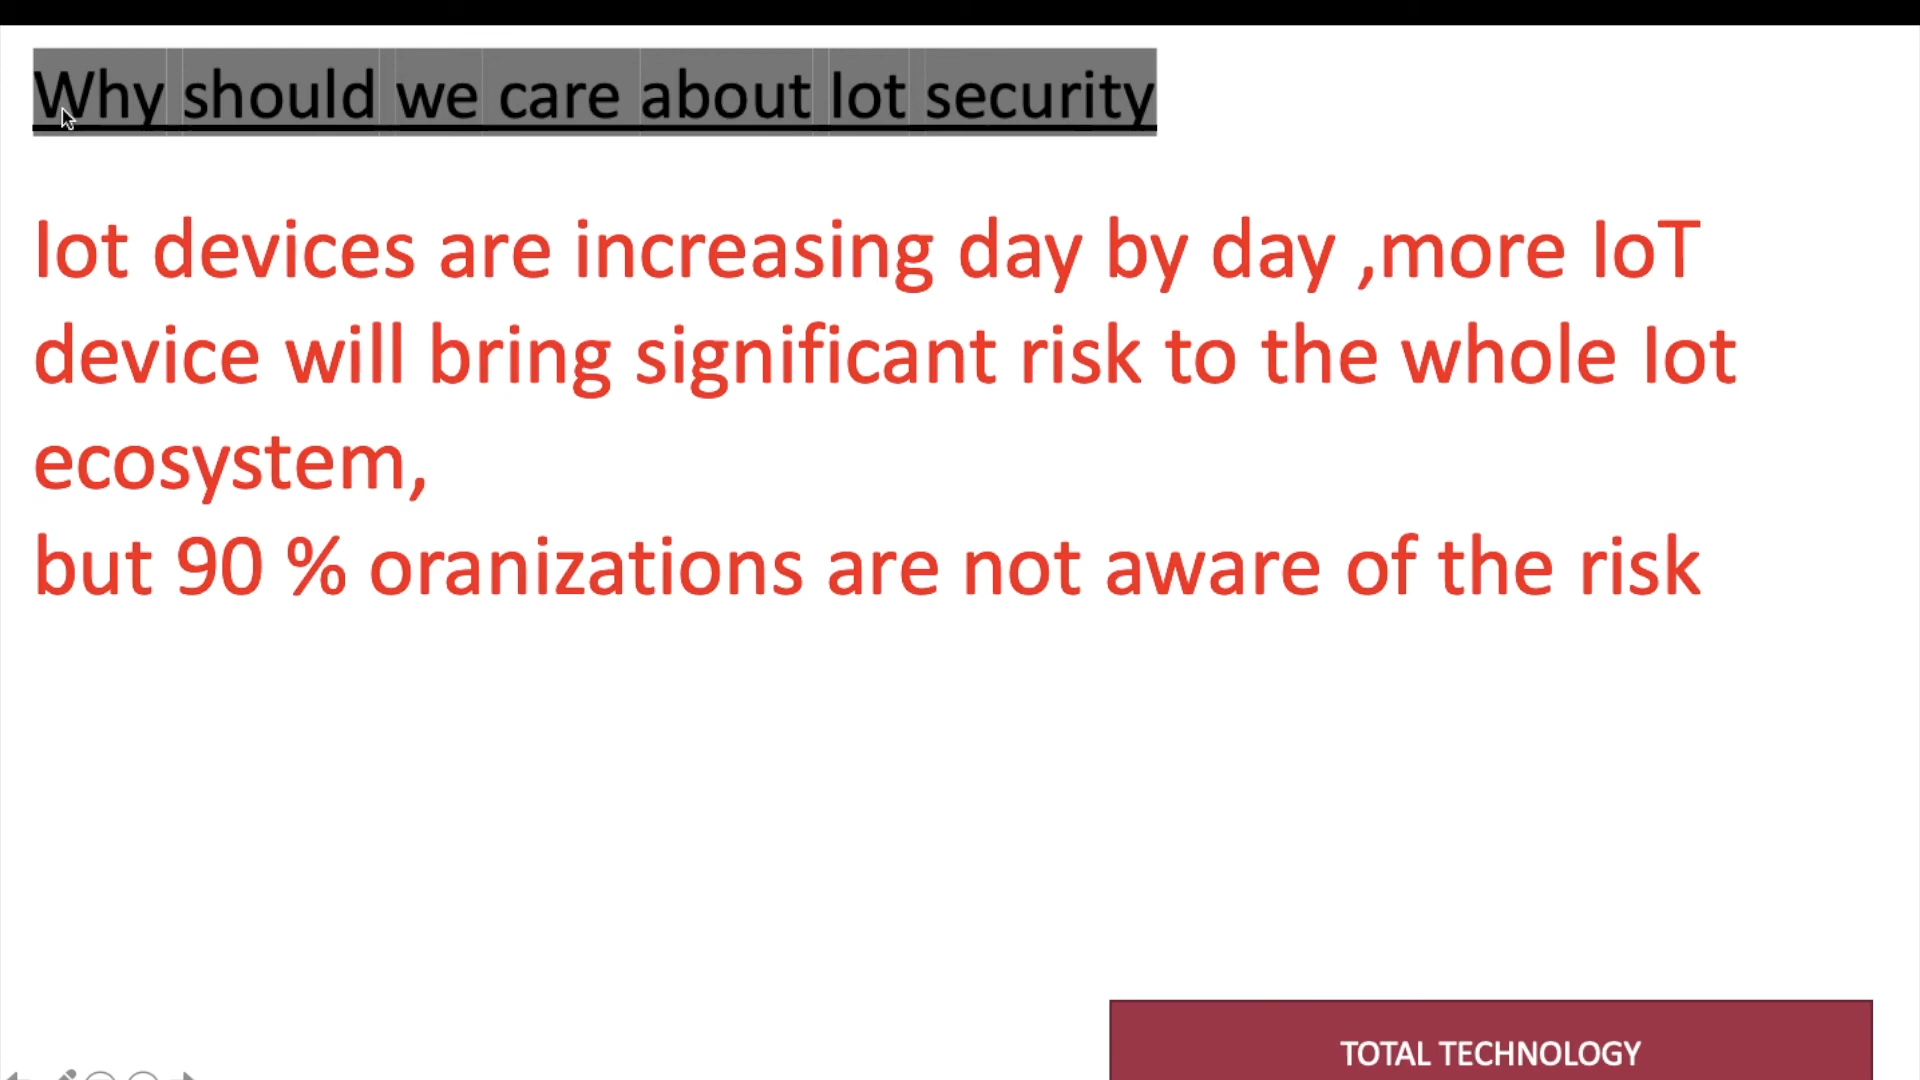 Why should we care about Iot security
Iot devices are increasing day by day ,more IoT
device will bring significant risk to the whole Iot
ecosystem,
but 90 % oranizations are not aware of the risk
TOTAL TECHNOLOGY